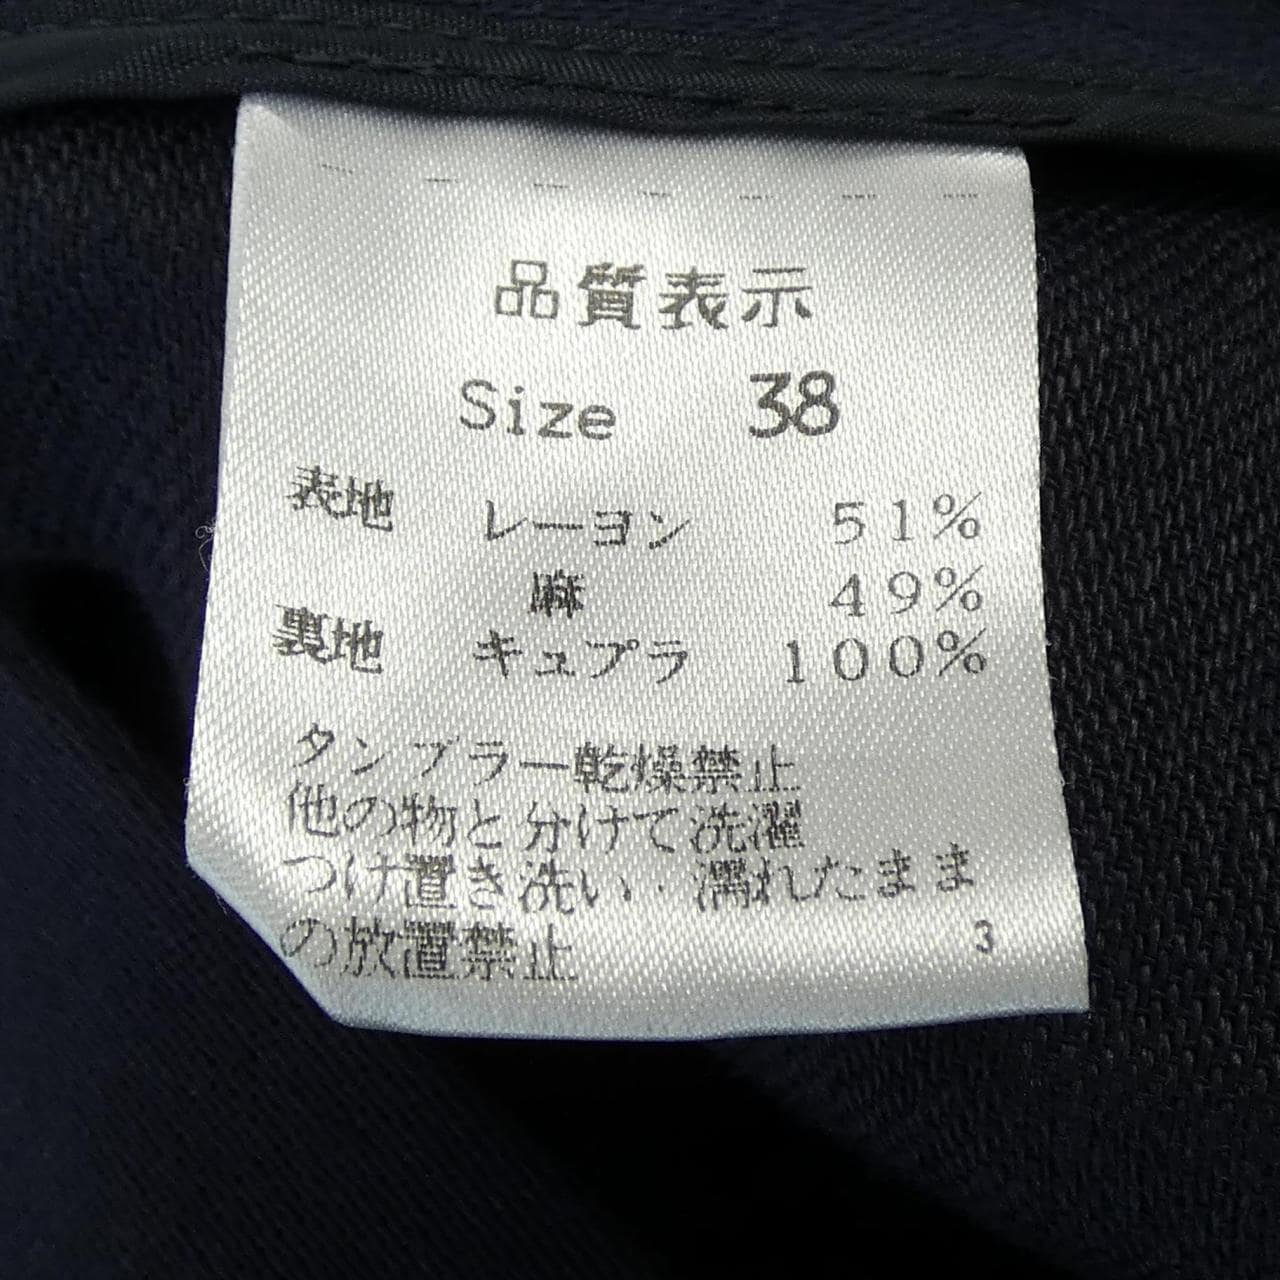 品質表示
Size 38
表地 レーヨン 51%
麻 49%
裏地 キュプラ 100%
タンブラー乾燥禁止
他の物と分けて洗濯
つけ置き洗い・濡れたまま
の放置禁止
3